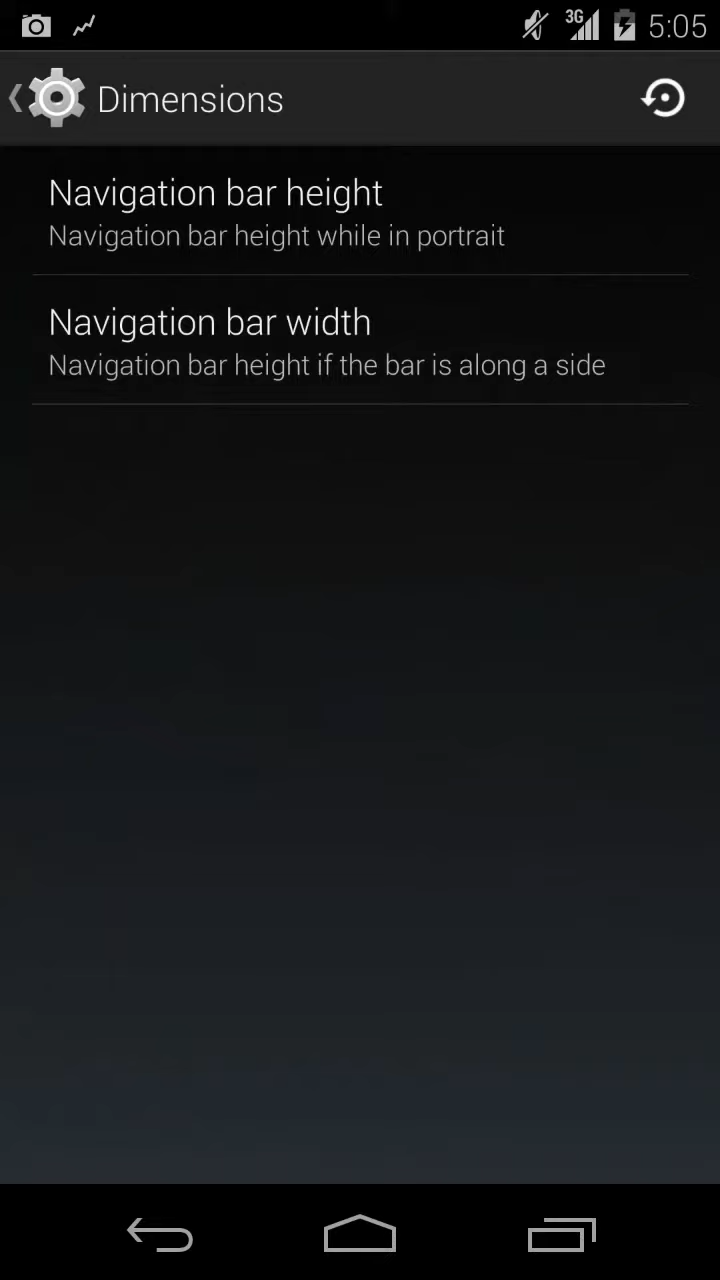 3G 5:05
Dimensions
Navigation bar height
Navigation bar height while in portrait
Navigation bar width
Navigation bar height if the bar is along a side